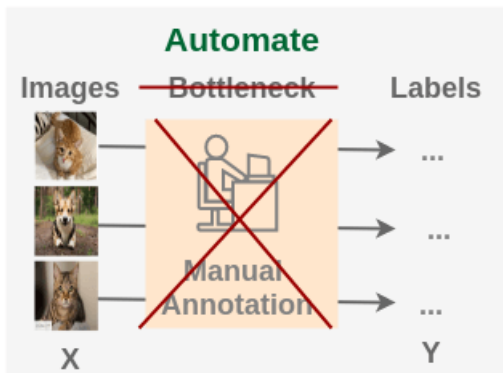 Automate
Images Bottleneck Labels
...
Manual
Annotation
...
...
X Y